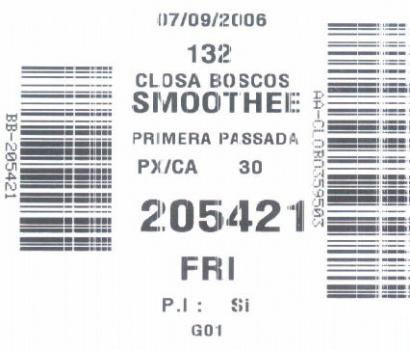 07/09/2006
132
CLOSA BOSCOS
SMOOTHEE
PRIMERA PASSADA
PX/CA 30
205421
FRI
P.I : Si
G01
BB-205421
AA-CLOB0359503